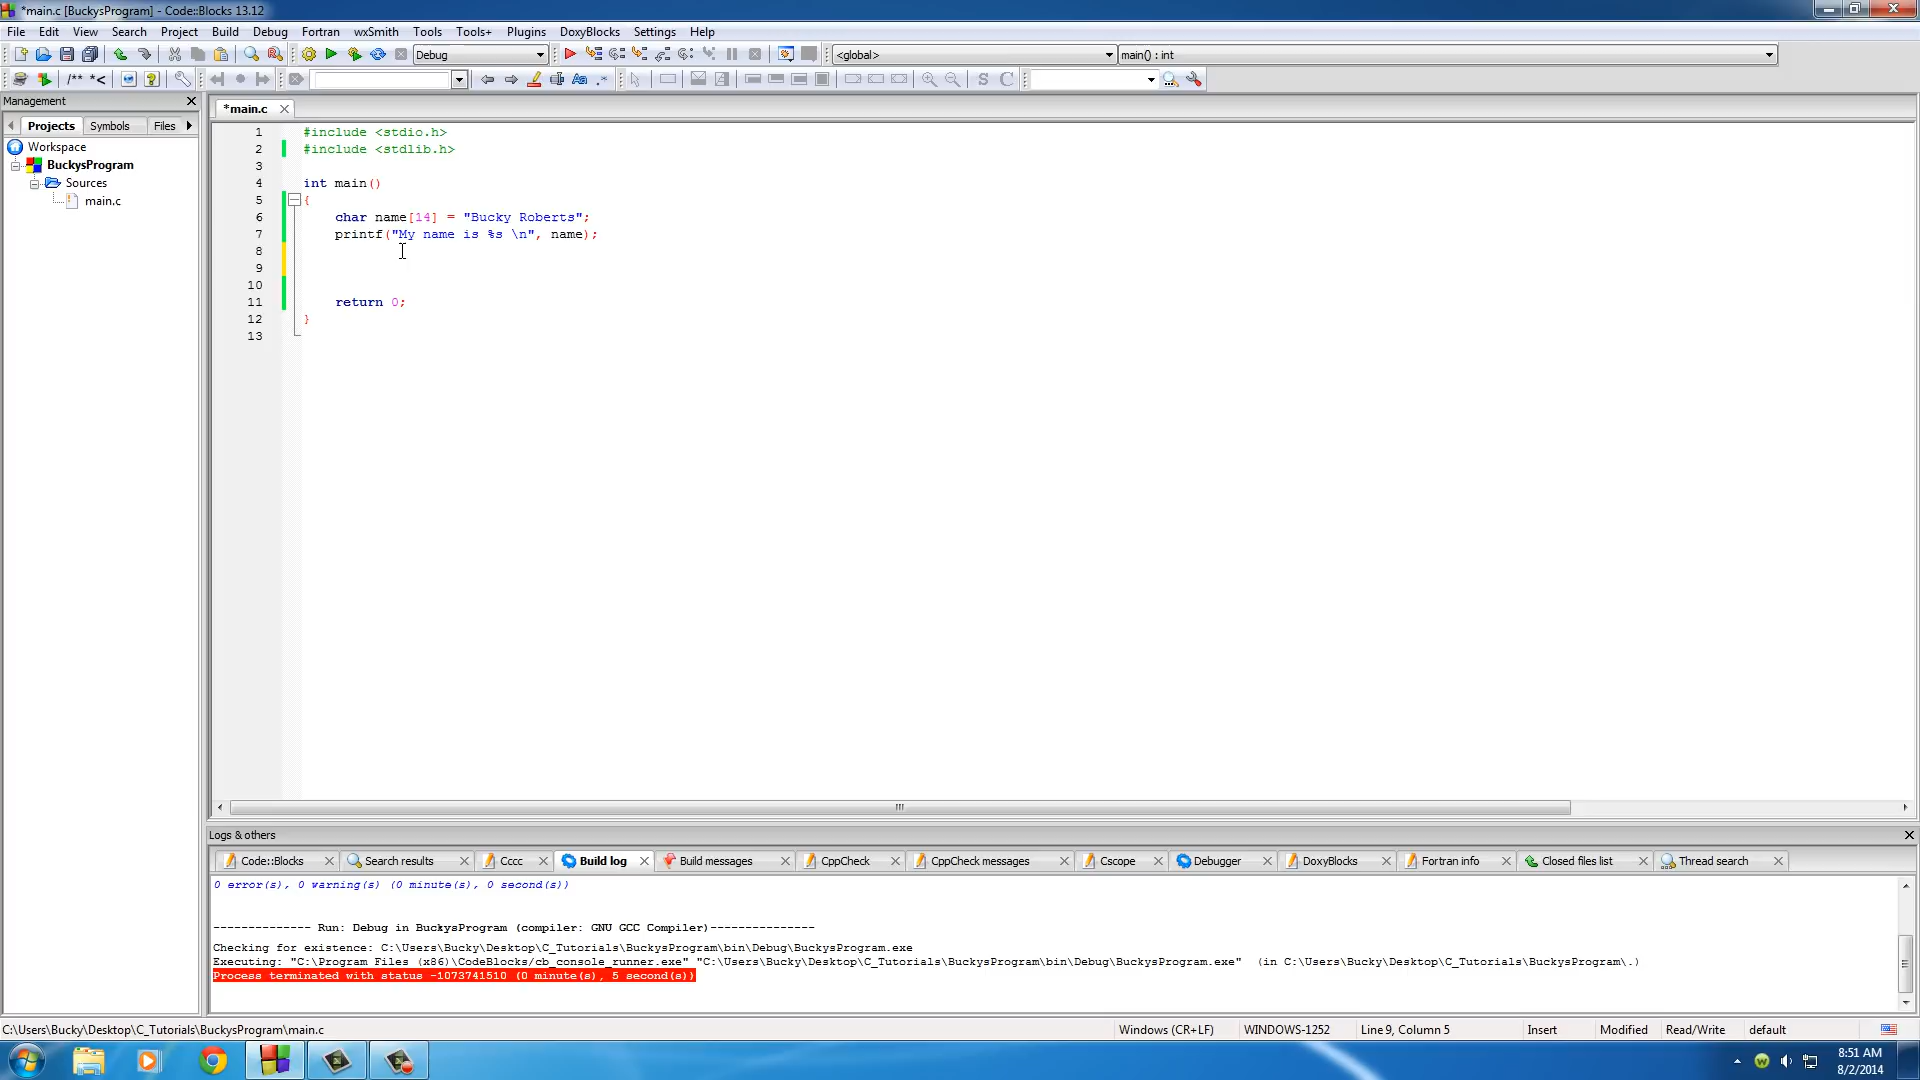 *main.c [BuckysProgram] - Code::Blocks 13.12
File Edit View Search Project Build Debug Fortran wxSmith Tools Tools+ Plugins DoxyBlocks Settings Help
Debug <global> main() : int
/** *<
Management
*main.c
Projects Symbols Files
Workspace
BuckysProgram
Sources
main.c
1 #include <stdio.h>
2 #include <stdlib.h>
3
4 int main()
5 {
6 char name[14] = "Bucky Roberts";
7 printf("My name is %s \n", name);
8
9
10
11 return 0;
12 }
13
Logs & others
Code::Blocks Search results Cccc Build log Build messages CppCheck CppCheck messages Cscope Debugger DoxyBlocks Fortran info Closed files list Thread search
0 error(s), 0 warning(s) (0 minute(s), 0 second(s))
-------------- Run: Debug in BuckysProgram (compiler: GNU GCC Compiler)---------------
Checking for existence: C:\Users\Bucky\Desktop\C_Tutorials\BuckysProgram\bin\Debug\BuckysProgram.exe
Executing: "C:\Program Files (x86)\CodeBlocks/cb_console_runner.exe" "C:\Users\Bucky\Desktop\C_Tutorials\BuckysProgram\bin\Debug\BuckysProgram.exe" (in C:\Users\Bucky\Desktop\C_Tutorials\BuckysProgram\.)
Process terminated with status -1073741510 (0 minute(s), 5 second(s))
C:\Users\Bucky\Desktop\C_Tutorials\BuckysProgram\main.c Windows (CR+LF) WINDOWS-1252 Line 9, Column 5 Insert Modified Read/Write default
8:51 AM
8/2/2014